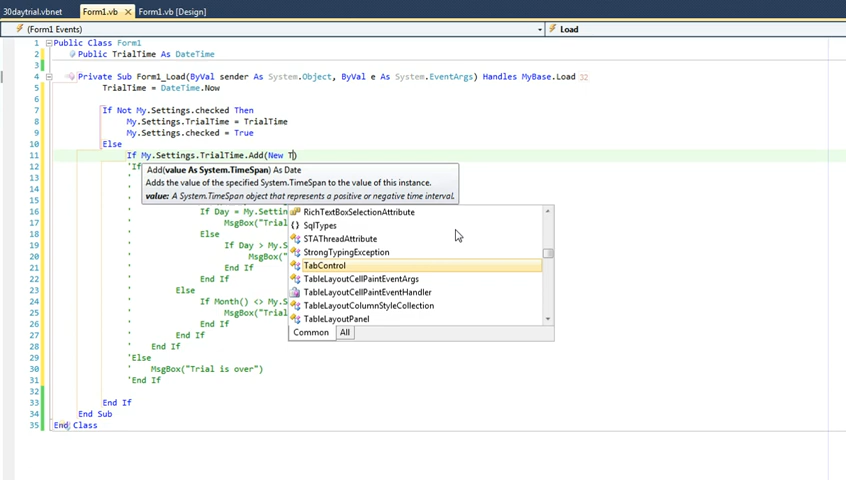 30daytrial.vbnet
Form1.vb
Form1.vb [Design]
(Form1 Events)
Load
1 Public Class Form1
2 Public TrialTime As DateTime
3
4 Private Sub Form1_Load(ByVal sender As System.Object, ByVal e As System.EventArgs) Handles MyBase.Load 32
5 TrialTime = DateTime.Now
6
7 If Not My.Settings.checked Then
8 My.Settings.TrialTime = TrialTime
9 My.Settings.checked = True
10 Else
11 If My.Settings.TrialTime.Add(New T)
12 'If
Add(value As System.TimeSpan) As Date
13 '
Adds the value of the specified System.TimeSpan to the value of this instance.
14 '
value: A System.TimeSpan object that represents a positive or negative time interval.
15 '
16 ' If Day = My.Setti
RichTextBoxSelectionAttribute
17 ' MsgBox("Trial
SqlTypes
18 ' Else
STAThreadAttribute
19 ' If Day > My.S
StrongTypingException
20 ' MsgBox("
TabControl
21 ' End If
TableLayoutCellPaintEventArgs
22 ' End If
TableLayoutCellPaintEventHandler
23 ' Else
TableLayoutColumnStyleCollection
24 ' If Month() <> My.S
TableLayoutPanel
25 ' MsgBox("Trial
Common All
26 ' End If
27 ' End If
28 ' End If
29 'Else
30 ' MsgBox("Trial is over")
31 'End If
32
33 End If
34 End Sub
35 End Class